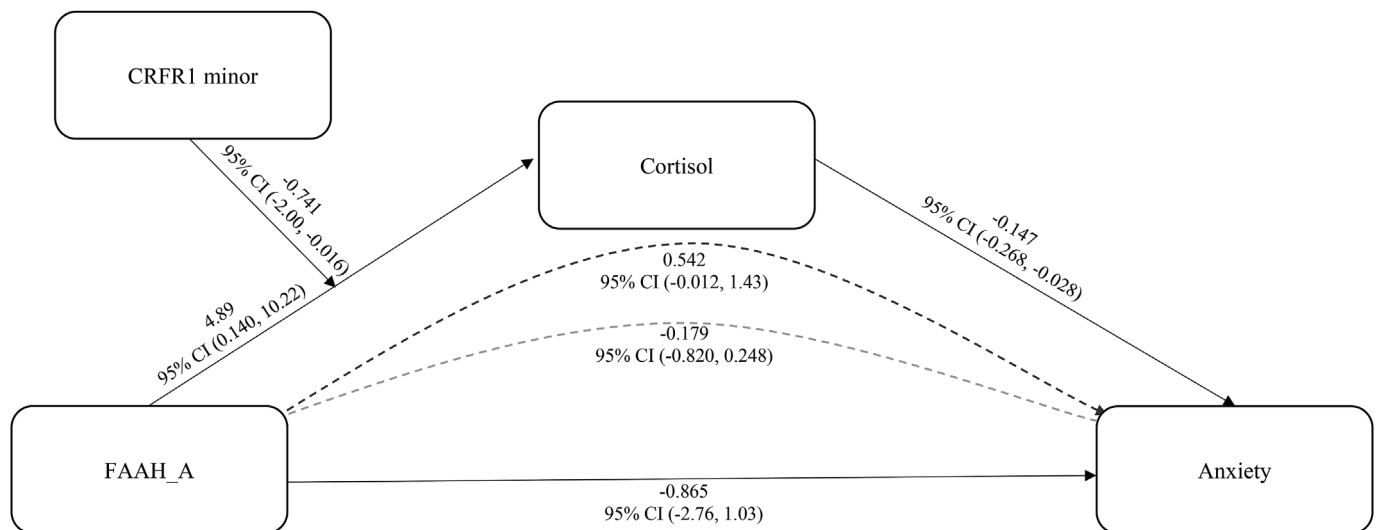 CRFR1 minor
Cortisol
-0.741
95% CI (-2.00, -0.016)
-0.147
95% CI (-0.268, -0.028)
4.89
95% CI (0.140, 10.22)
0.542
95% CI (-0.012, 1.43)
-0.179
95% CI (-0.820, 0.248)
FAAH_A
Anxiety
-0.865
95% CI (-2.76, 1.03)